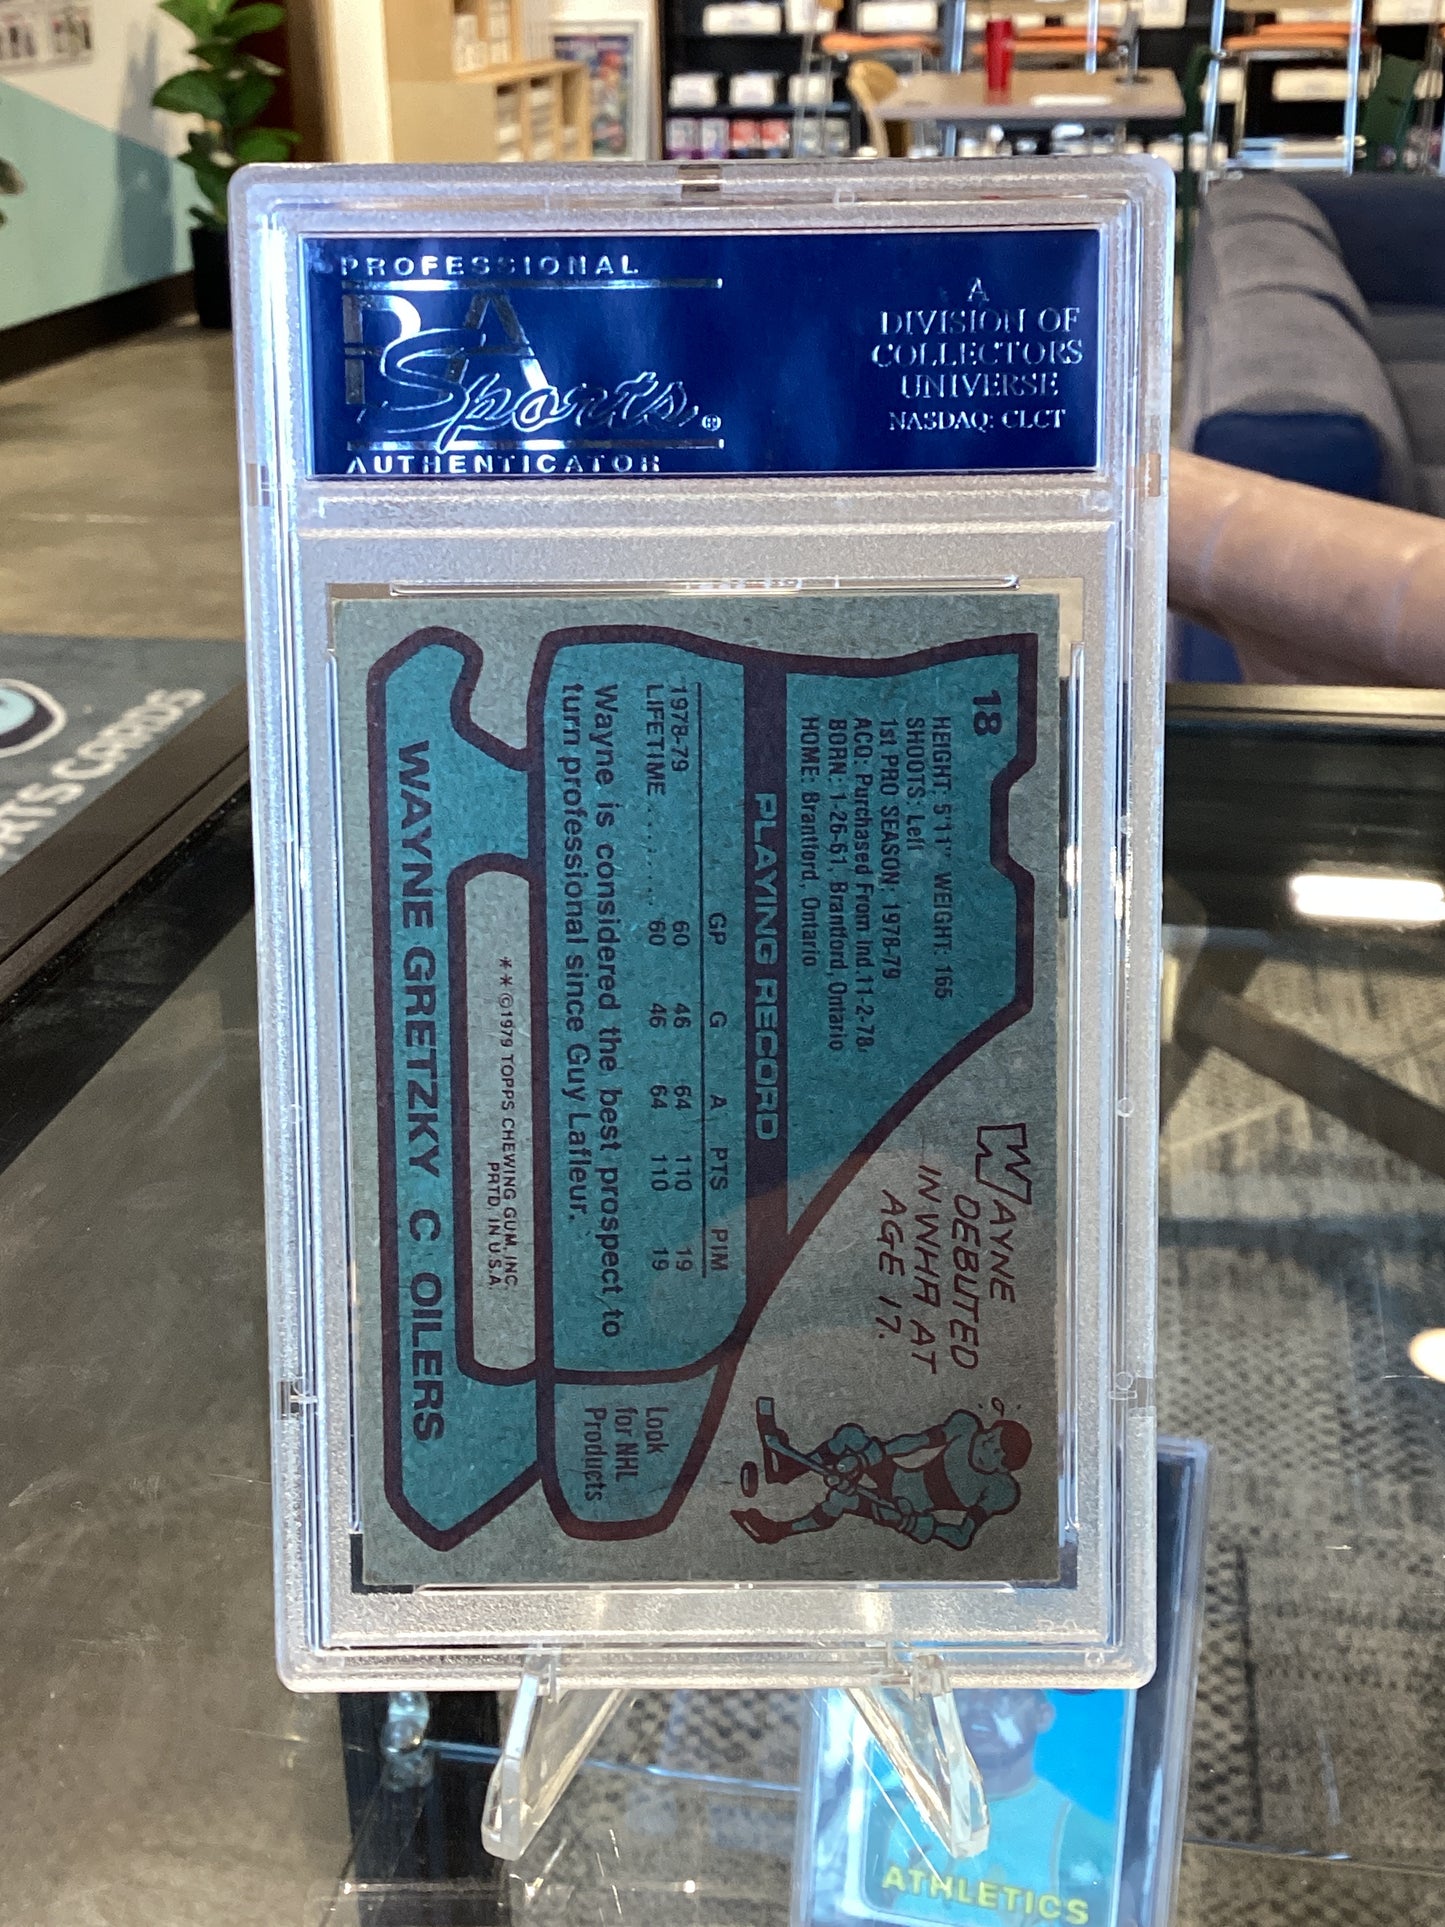 PROFESSIONAL
PSA
Sports®
AUTHENTICATOR
A
DIVISION OF
COLLECTORS
UNIVERSE
NASDAQ: CLCT
18
HEIGHT: 5'11" WEIGHT: 165
SHOOTS: Left
1st PRO SEASON: 1978-79
ACQ: Purchased From Ind. 11-2-78.
BORN: 1-26-61, Brantford, Ontario
HOME: Brantford, Ontario
WAYNE
DEBUTED
IN WHA AT
AGE 17.
PLAYING RECORD
GP G A PTS PIM
1978-79 60 46 64 110 19
LIFETIME ........ 60 46 64 110 19
Wayne is considered the best prospect to
turn professional since Guy Lafleur.
Look
for NHL
Products
**©1979 TOPPS CHEWING GUM, INC.
PRTD. IN U.S.A.
WAYNE GRETZKY C OILERS
RTS CARDS
ATHLETICS